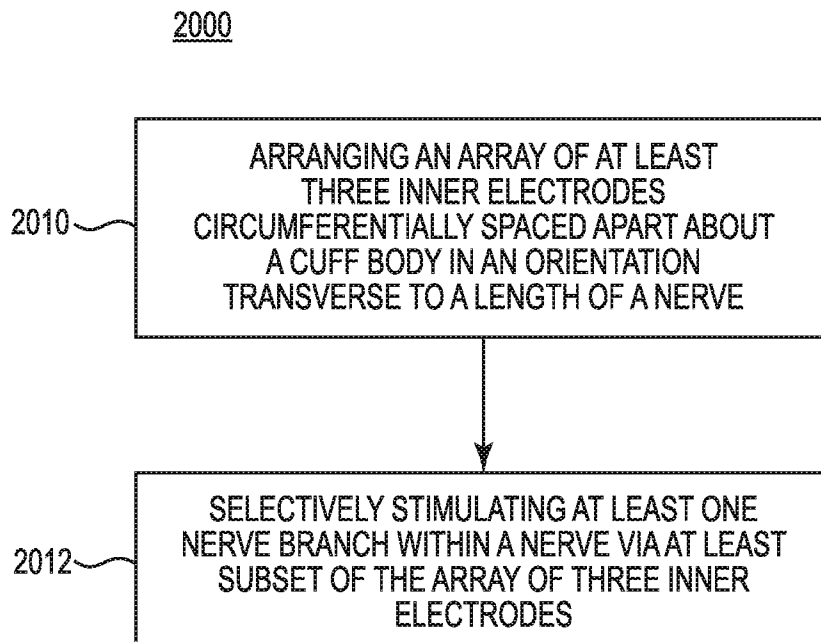 2000
ARRANGING AN ARRAY OF AT LEAST
THREE INNER ELECTRODES
CIRCUMFERENTIALLY SPACED APART ABOUT
A CUFF BODY IN AN ORIENTATION
TRANSVERSE TO A LENGTH OF A NERVE
2010
SELECTIVELY STIMULATING AT LEAST ONE
NERVE BRANCH WITHIN A NERVE VIA AT LEAST
SUBSET OF THE ARRAY OF THREE INNER
ELECTRODES
2012